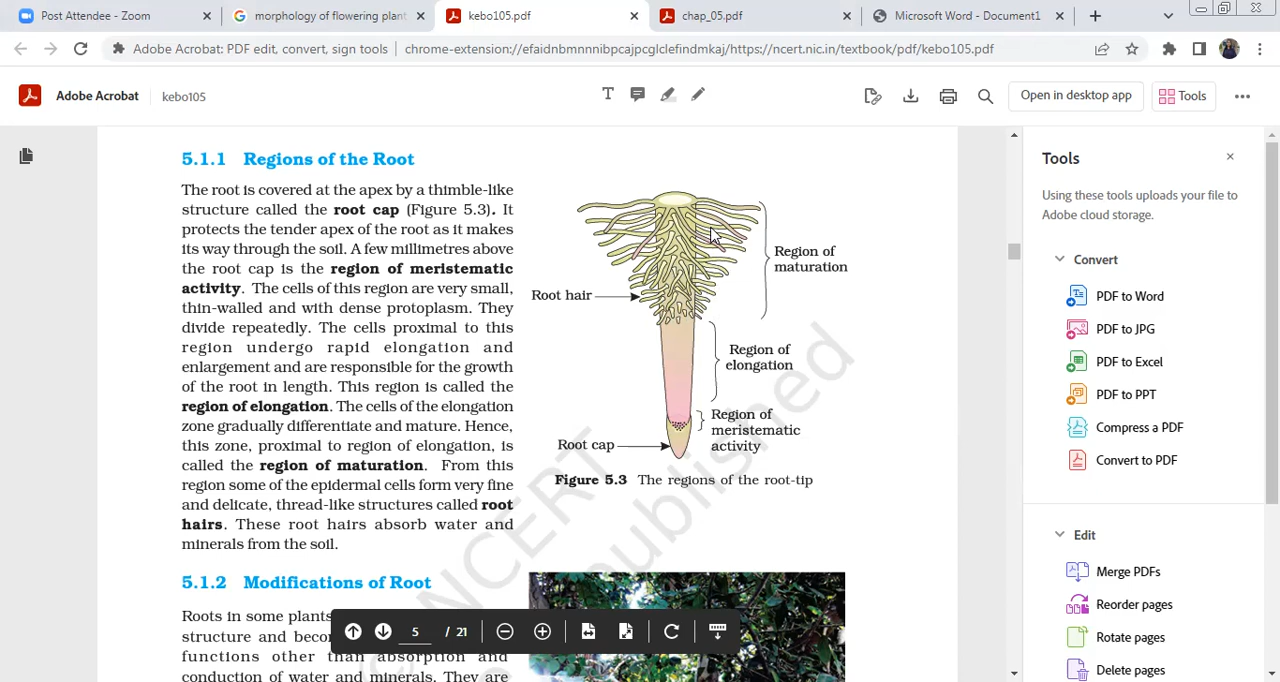 Post Attendee - Zoom
morphology of flowering plant
kebo105.pdf
chap_05.pdf
Microsoft Word - Document1
Adobe Acrobat: PDF edit, convert, sign tools
chrome-extension://efaidnbmnnnibpcajpcglclefindmkaj/https://ncert.nic.in/textbook/pdf/kebo105.pdf
Adobe Acrobat
kebo105
Open in desktop app
Tools
5.1.1 Regions of the Root
The root is covered at the apex by a thimble-like
structure called the root cap (Figure 5.3). It
protects the tender apex of the root as it makes
its way through the soil. A few millimetres above
the root cap is the region of meristematic
activity. The cells of this region are very small,
thin-walled and with dense protoplasm. They
divide repeatedly. The cells proximal to this
region undergo rapid elongation and
enlargement and are responsible for the growth
of the root in length. This region is called the
region of elongation. The cells of the elongation
zone gradually differentiate and mature. Hence,
this zone, proximal to region of elongation, is
called the region of maturation. From this
region some of the epidermal cells form very fine
and delicate, thread-like structures called root
hairs. These root hairs absorb water and
minerals from the soil.
Region of
maturation
Root hair
Region of
elongation
Region of
meristematic
activity
Root cap
Figure 5.3 The regions of the root-tip
NCERT
published
5.1.2 Modifications of Root
Roots in some plants
structure and
functions other than absorption and
conduction of water and minerals. They are
5 / 21
Tools
Using these tools uploads your file to
Adobe cloud storage.
Convert
PDF to Word
PDF to JPG
PDF to Excel
PDF to PPT
Compress a PDF
Convert to PDF
Edit
Merge PDFs
Reorder pages
Rotate pages
Delete pages